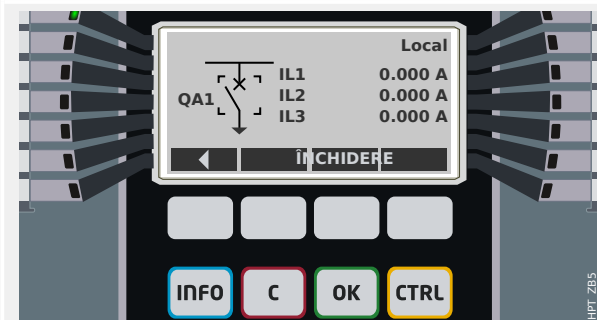 Local
IL1 0.000 A
QA1 IL2 0.000 A
IL3 0.000 A
ÎNCHIDERE
INFO C OK CTRL
HPT_ZB5